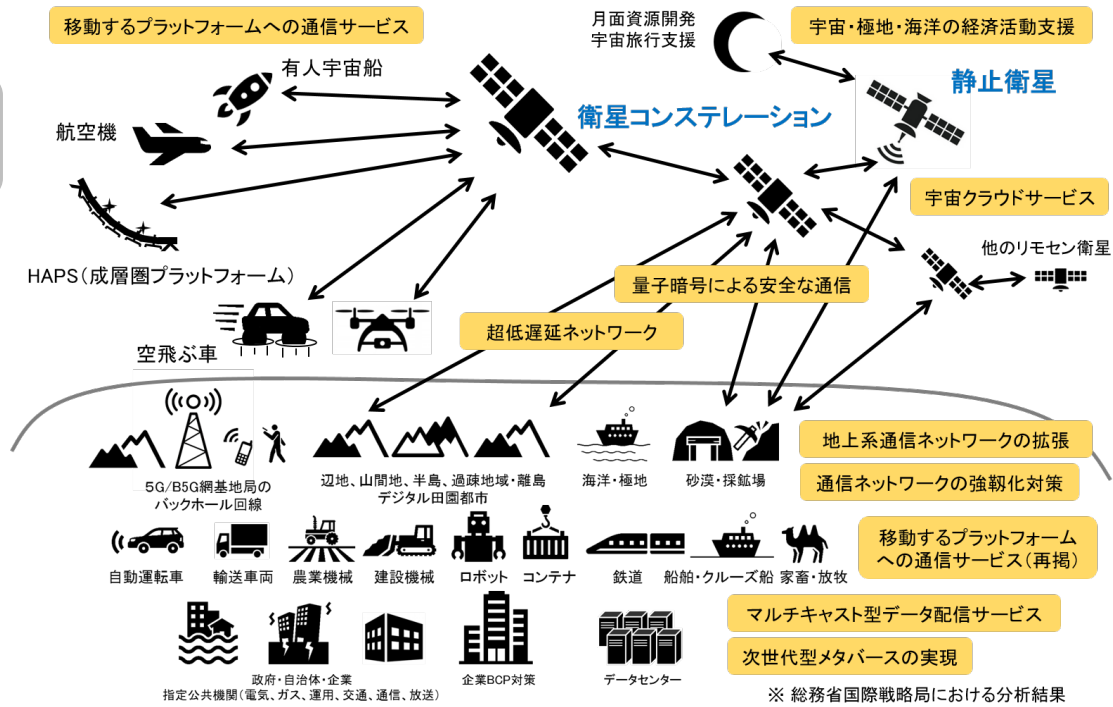 移動するプラットフォームへの通信サービス
月面資源開発
宇宙旅行支援
宇宙・極地・海洋の経済活動支援
有人宇宙船
静止衛星
衛星コンステレーション
航空機
宇宙クラウドサービス
他のリモセン衛星
HAPS(成層圏プラットフォーム)
量子暗号による安全な通信
超低遅延ネットワーク
空飛ぶ車
地上系通信ネットワークの拡張
5G/B5G網基地局の
バックホール回線
辺地、山間地、半島、過疎地域・離島
デジタル田園都市
海洋・極地
砂漠・採鉱場
通信ネットワークの強靱化対策
移動するプラットフォーム
への通信サービス(再掲)
自動運転車
輸送車両
農業機械
建設機械
ロボット
コンテナ
鉄道
船舶・クルーズ船
家畜・放牧
マルチキャスト型データ配信サービス
次世代型メタバースの実現
政府・自治体・企業
指定公共機関(電気、ガス、運用、交通、通信、放送)
企業BCP対策
データセンター
※ 総務省国際戦略局における分析結果